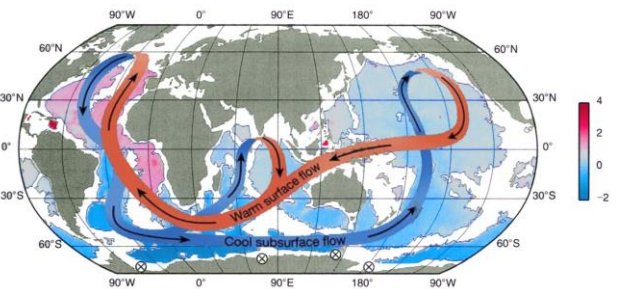 90°W 0° 90°E 180° 90°W
60°N 60°N
30°N 30°N
0° 0°
30°S 30°S
60°S 60°S
Warm surface flow
Cool subsurface flow
90°W 0° 90°E 180° 90°W
4
2
0
−2